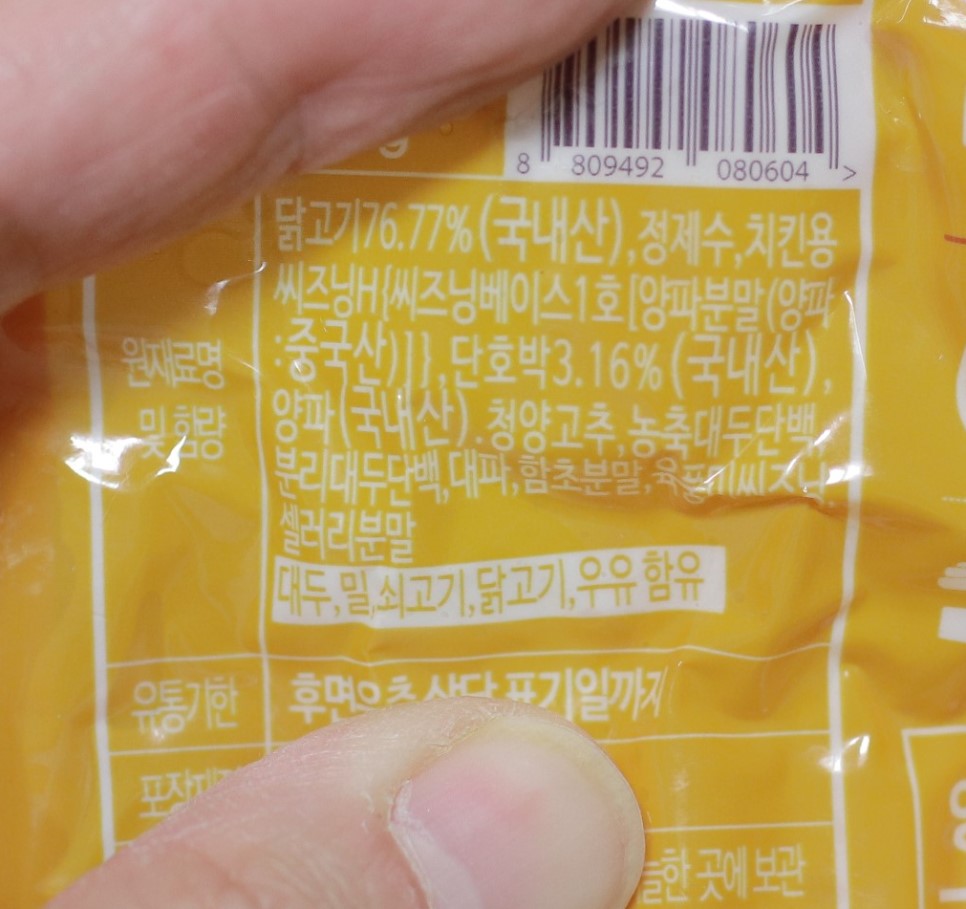 8 809492 080604 >
닭고기76.77%(국내산),정제수,치킨용
씨즈닝H{씨즈닝베이스1호[양파분말(양파
:중국산)]},단호박3.16%(국내산),
양파(국내산).청양고추,농축대두단백,
분리대두단백,대파,함초분말,육풍미씨즈닝
셀러리분말
대두,밀,쇠고기,닭고기,우유 함유
원재료명
및 함량
유통기한
후면 표기일까지
곳에 보관